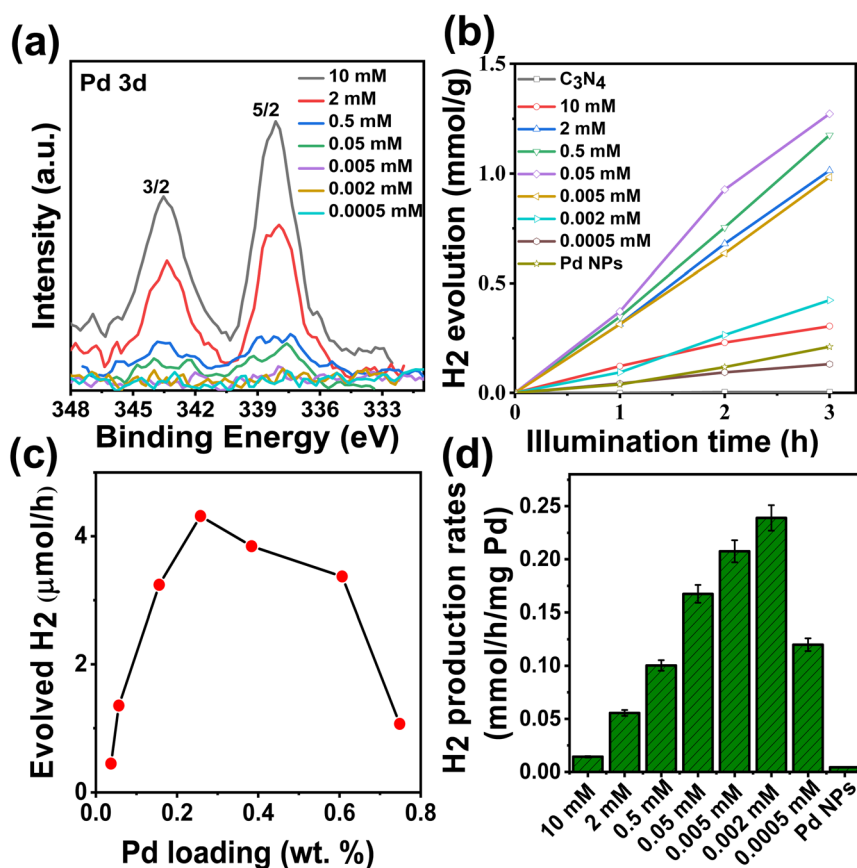 (a)
Pd 3d
10 mM
2 mM
0.5 mM
0.05 mM
0.005 mM
0.002 mM
0.0005 mM
5/2
3/2
Intensity (a.u.)
348 345 342 339 336 333
Binding Energy (eV)
(b)
C3N4
10 mM
2 mM
0.5 mM
0.05 mM
0.005 mM
0.002 mM
0.0005 mM
Pd NPs
H2 evolution (mmol/g)
1.5
1.0
0.5
0.0
0 1 2 3
Illumination time (h)
(c)
Evolved H2 (μmol/h)
4
2
0
0.0 0.2 0.4 0.6 0.8
Pd loading (wt. %)
(d)
H2 production rates
(mmol/h/mg Pd)
0.25
0.20
0.15
0.10
0.05
0.00
10 mM
2 mM
0.5 mM
0.05 mM
0.005 mM
0.002 mM
0.0005 mM
Pd NPs